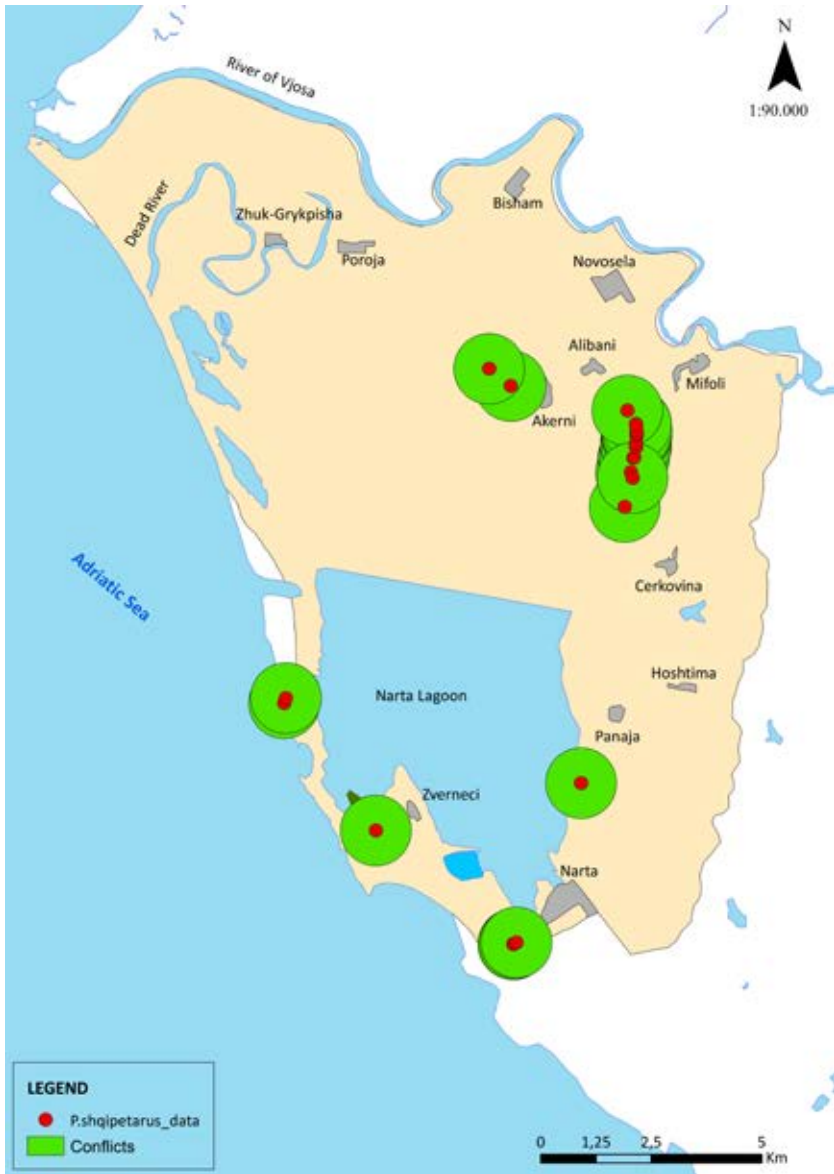 N
1:90.000
River of Vjosa
Dead River
Zhuk-Grykpisha
Poroja
Bisham
Novosela
Alibani
Mifoli
Akerni
Cerkovina
Adriatic Sea
Hoshtima
Narta Lagoon
Panaja
Zverneci
Narta
LEGEND
P.shqipetarus_data
Conflicts
0 1,25 2,5 5
Km